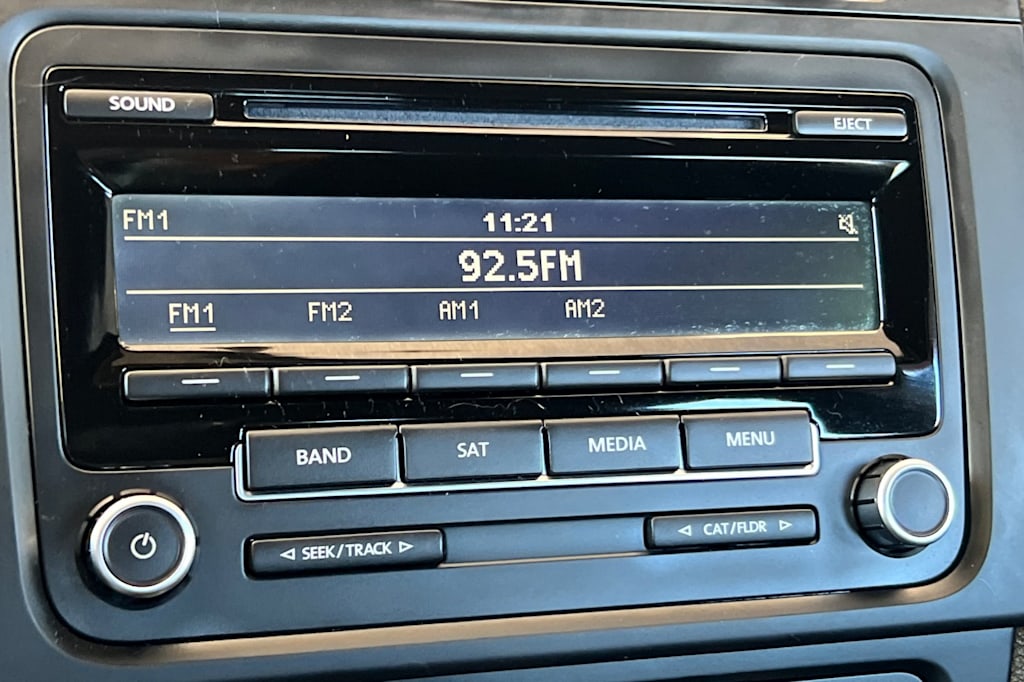 SOUND EJECT
FM1 11:21
92.5FM
FM1 FM2 AM1 AM2
BAND SAT MEDIA MENU
SEEK/TRACK CAT/FLDR